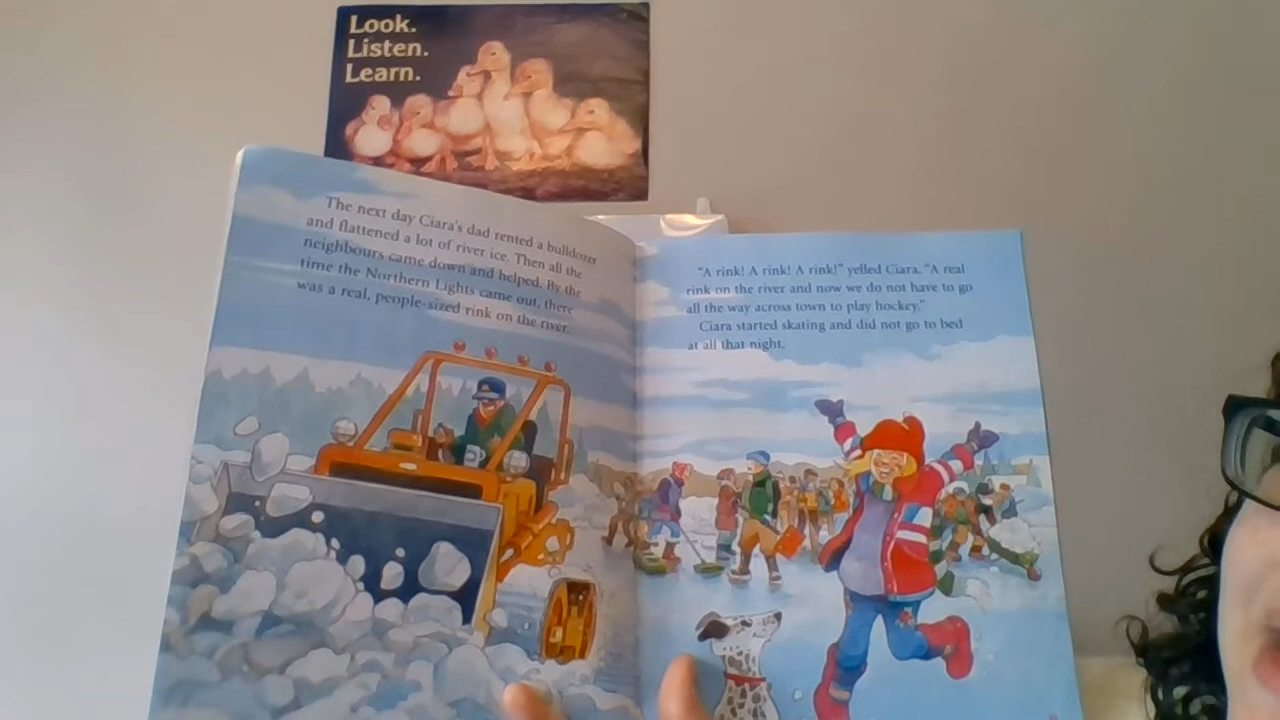 Look.
Listen.
Learn.
The next day Ciara's dad rented a bulldozer
and flattened a lot of river ice. Then all the
neighbours came down and helped. By the
time the Northern Lights came out, there
was a real, people-sized rink on the river.
"A rink! A rink! A rink!" yelled Ciara. "A real
rink on the river and now we do not have to go
all the way across town to play hockey."
Ciara started skating and did not go to bed
at all that night.